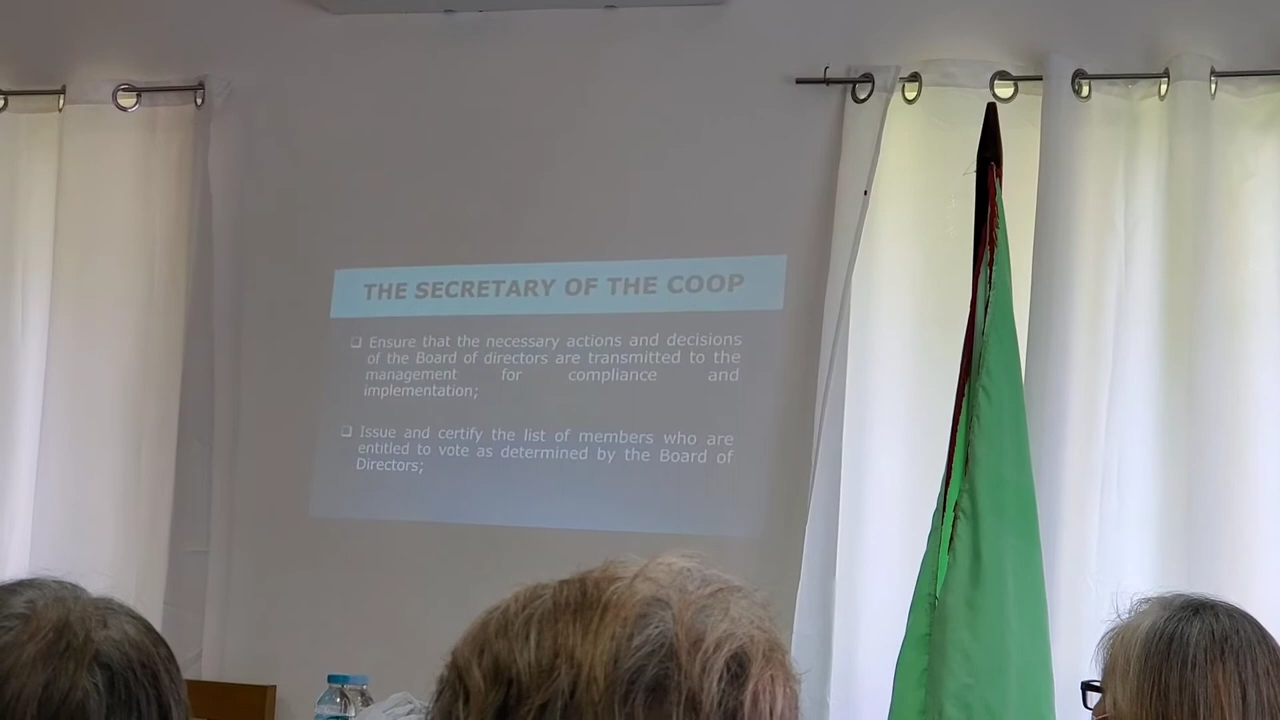 THE SECRETARY OF THE COOP
❑ Ensure that the necessary actions and decisions
of the Board of directors are transmitted to the
management for compliance and
implementation;
❑ Issue and certify the list of members who are
entitled to vote as determined by the Board of
Directors;